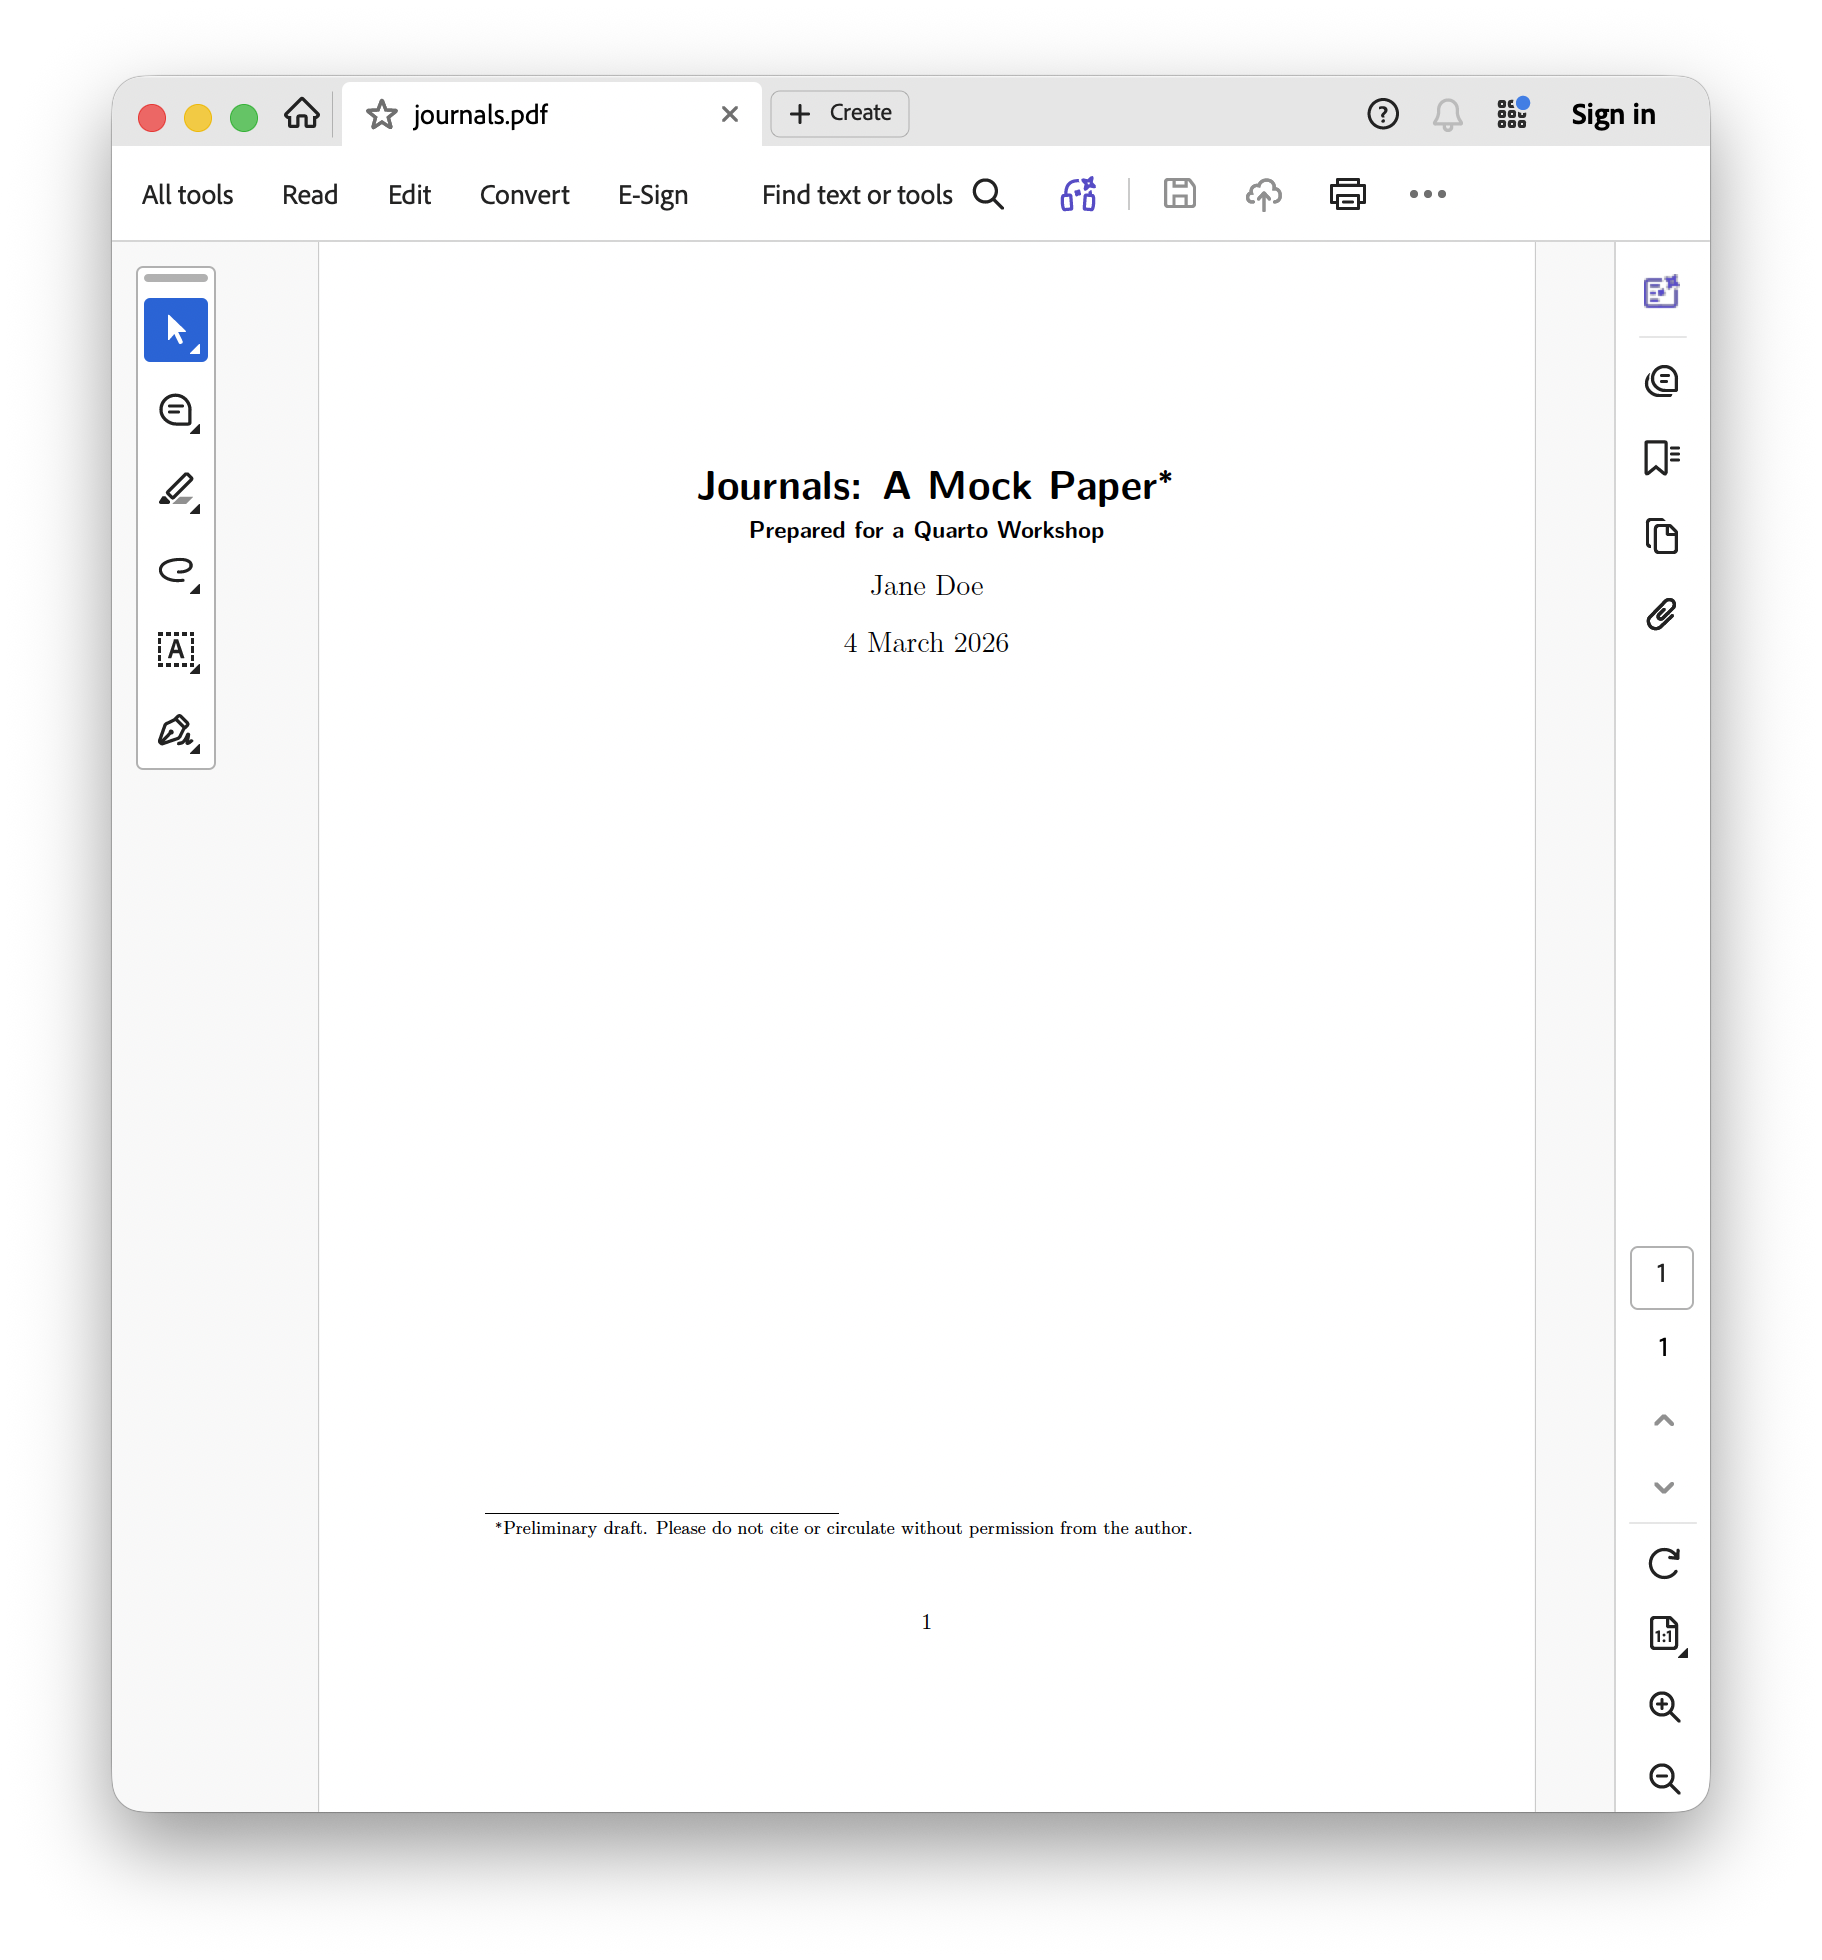 journals.pdf
Create
Sign in
All tools
Read
Edit
Convert
E-Sign
Find text or tools
Journals: A Mock Paper*
Prepared for a Quarto Workshop
Jane Doe
4 March 2026
A
*Preliminary draft. Please do not cite or circulate without permission from the author.
1
1
1
1:1